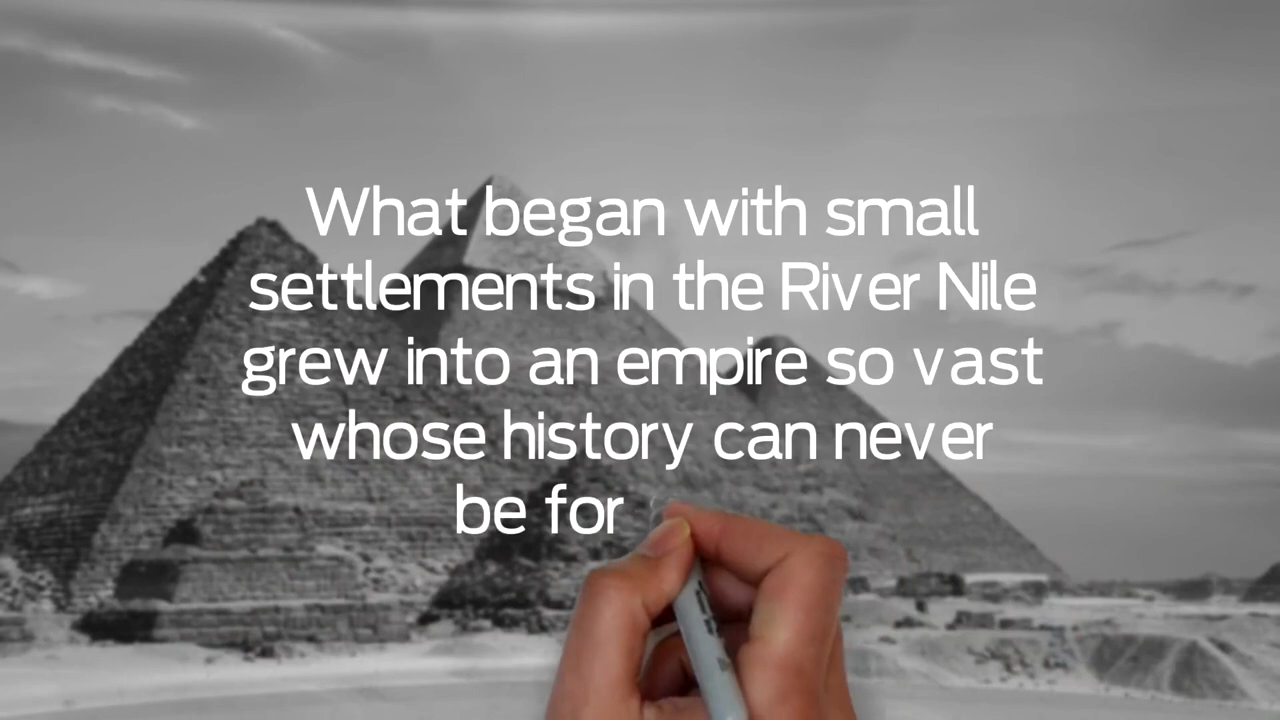 What began with small
settlements in the River Nile
grew into an empire so vast
whose history can never
be for